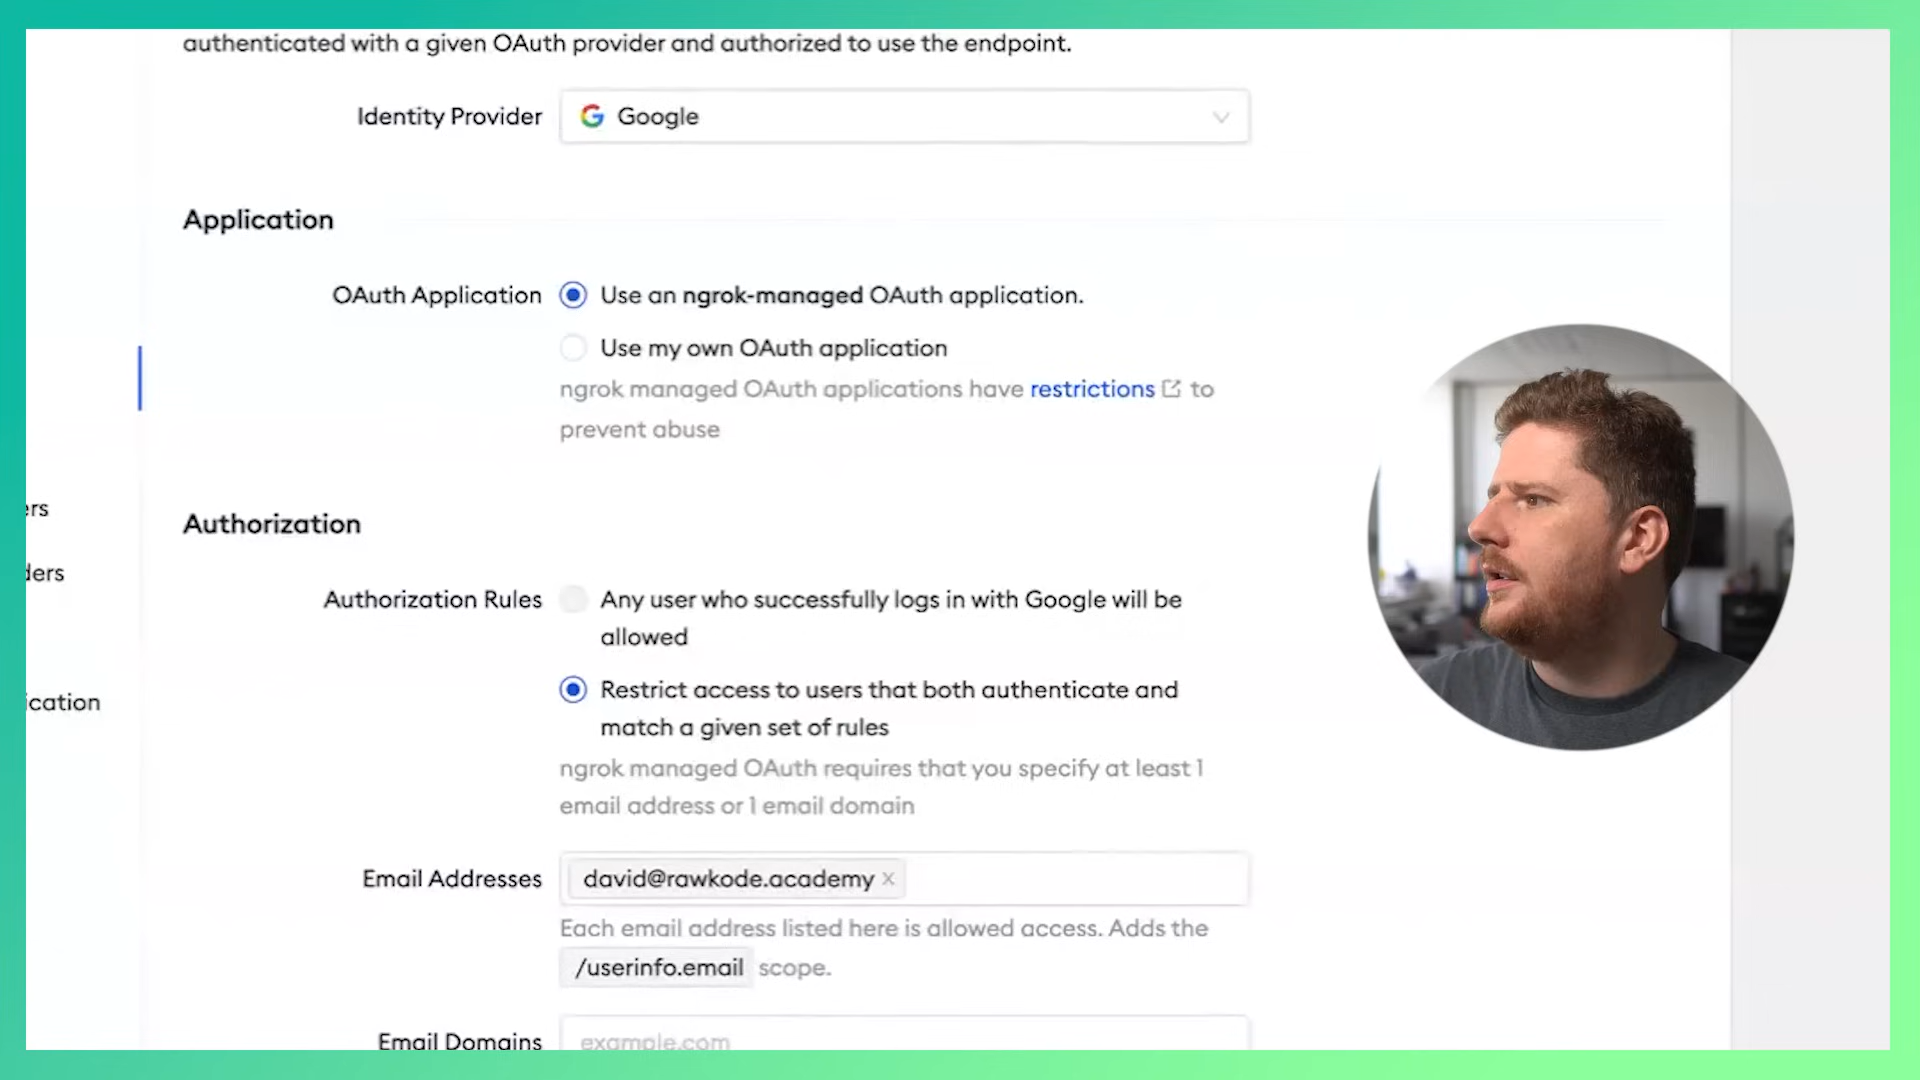 authenticated with a given OAuth provider and authorized to use the endpoint.
Identity Provider
Google
Application
OAuth Application
Use an ngrok-managed OAuth application.
Use my own OAuth application
ngrok managed OAuth applications have restrictions to
prevent abuse
Authorization
Authorization Rules
Any user who successfully logs in with Google will be
allowed
Restrict access to users that both authenticate and
match a given set of rules
ngrok managed OAuth requires that you specify at least 1
email address or 1 email domain
Email Addresses
david@rawkode.academy ×
Each email address listed here is allowed access. Adds the
/userinfo.email scope.
Email Domains
example.com